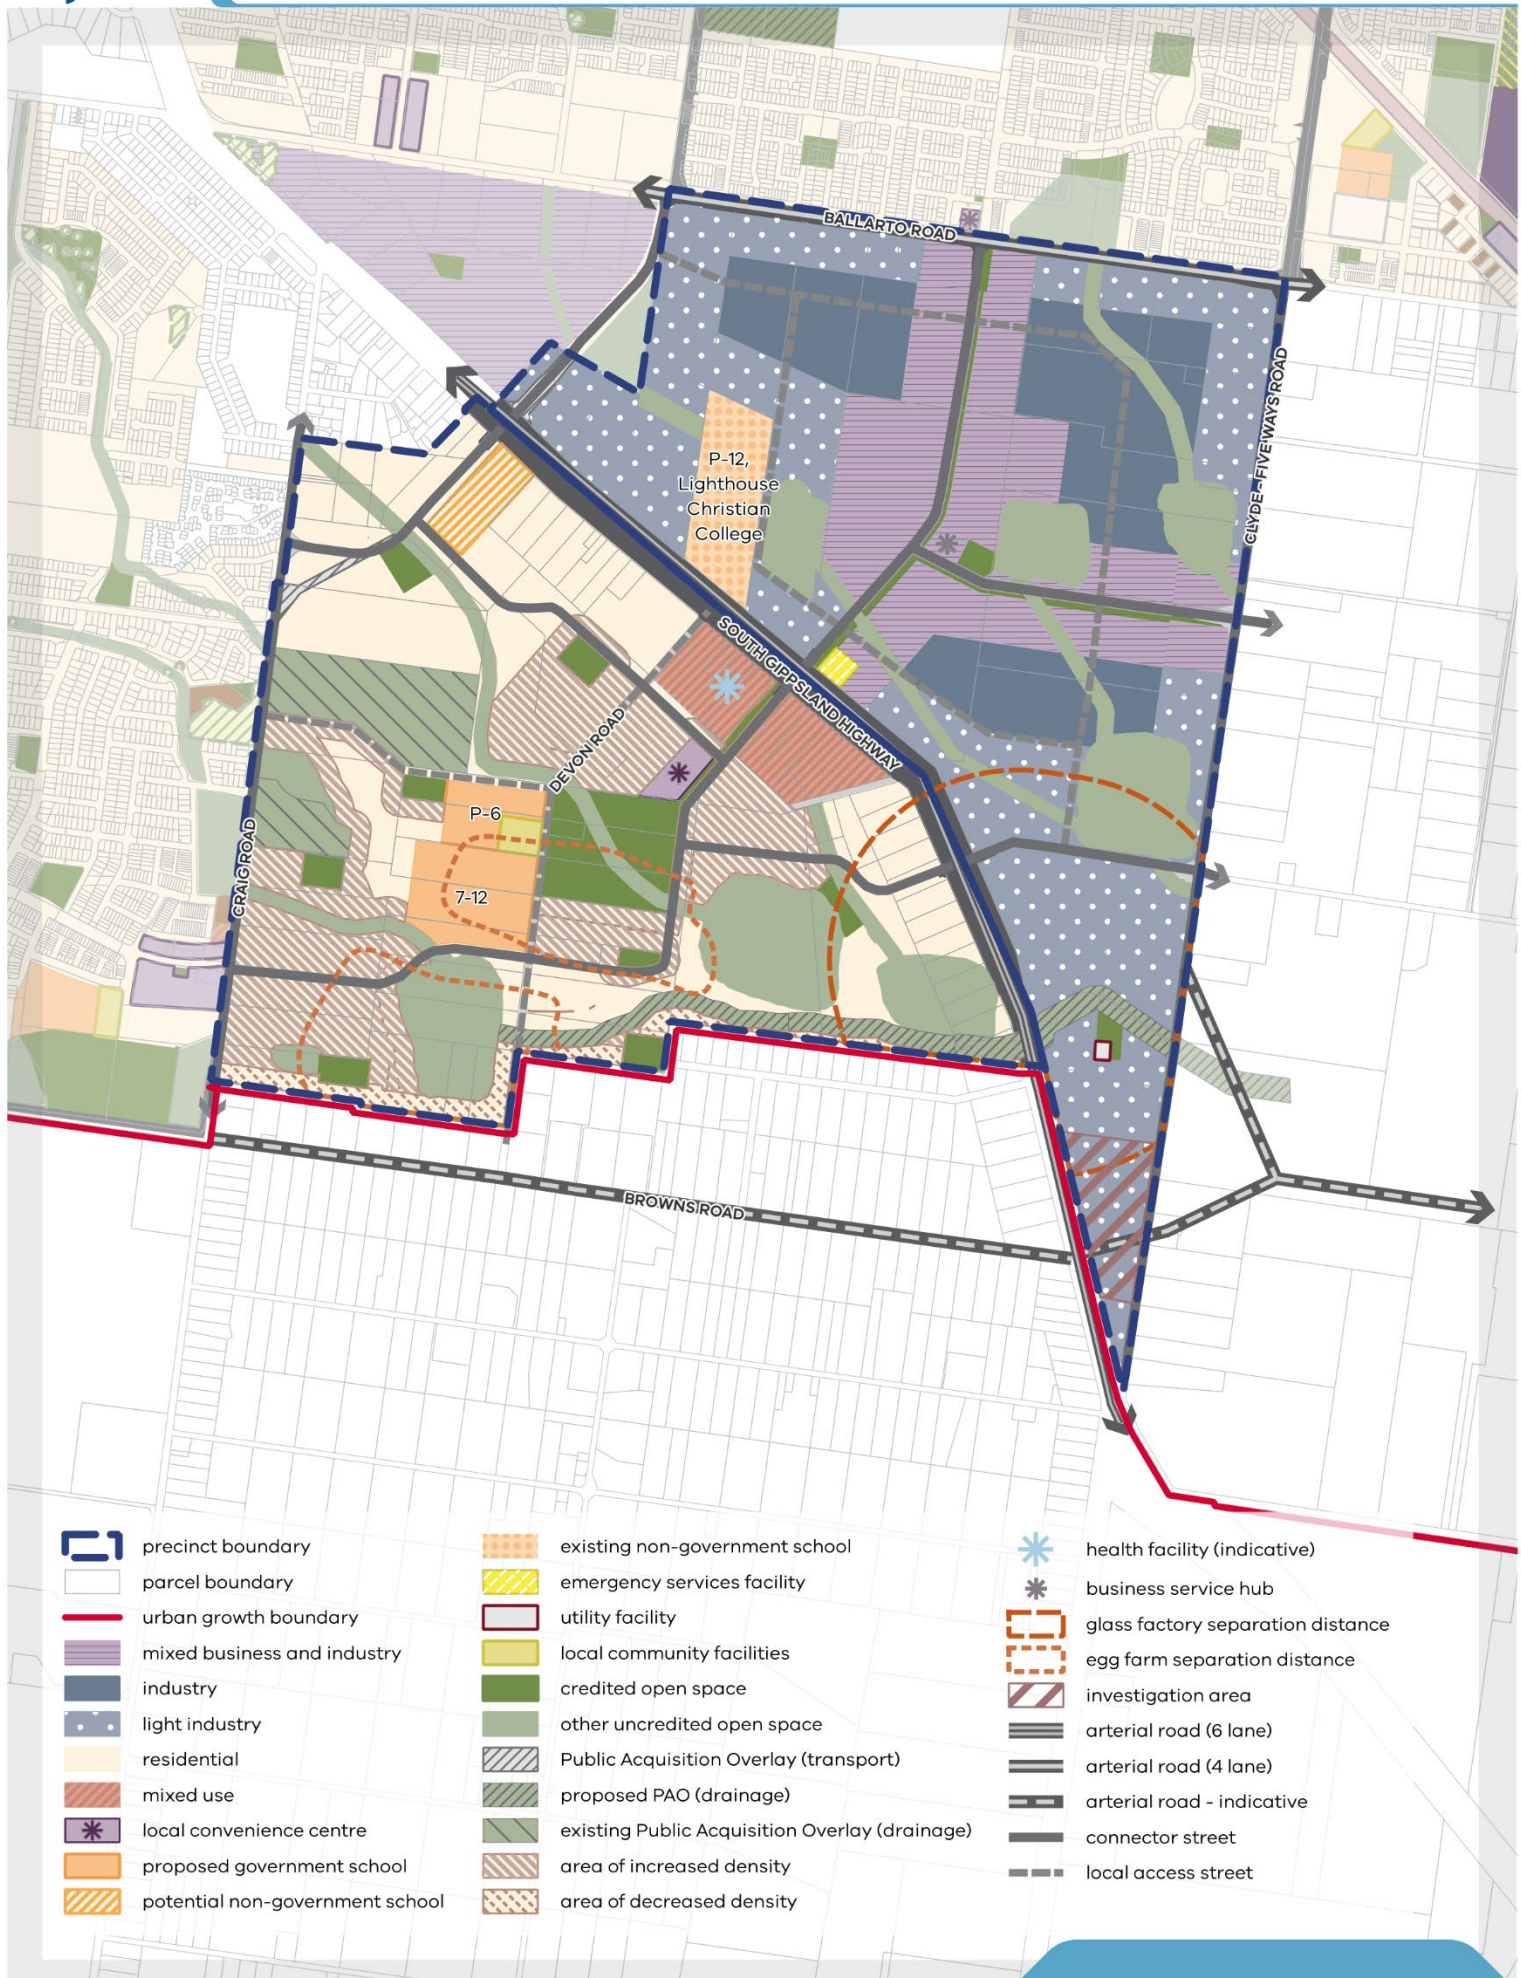 BALLARTO ROAD
CLYDE - FIVE WAYS ROAD
P-12,
Lighthouse
Christian
College
SOUTH GIPPSLAND HIGHWAY
DEVON ROAD
P-6
7-12
CRAIG ROAD
BROWNS ROAD
precinct boundary
parcel boundary
urban growth boundary
mixed business and industry
industry
light industry
residential
mixed use
local convenience centre
proposed government school
potential non-government school
existing non-government school
emergency services facility
utility facility
local community facilities
credited open space
other uncredited open space
Public Acquisition Overlay (transport)
proposed PAO (drainage)
existing Public Acquisition Overlay (drainage)
area of increased density
area of decreased density
health facility (indicative)
business service hub
glass factory separation distance
egg farm separation distance
investigation area
arterial road (6 lane)
arterial road (4 lane)
arterial road - indicative
connector street
local access street